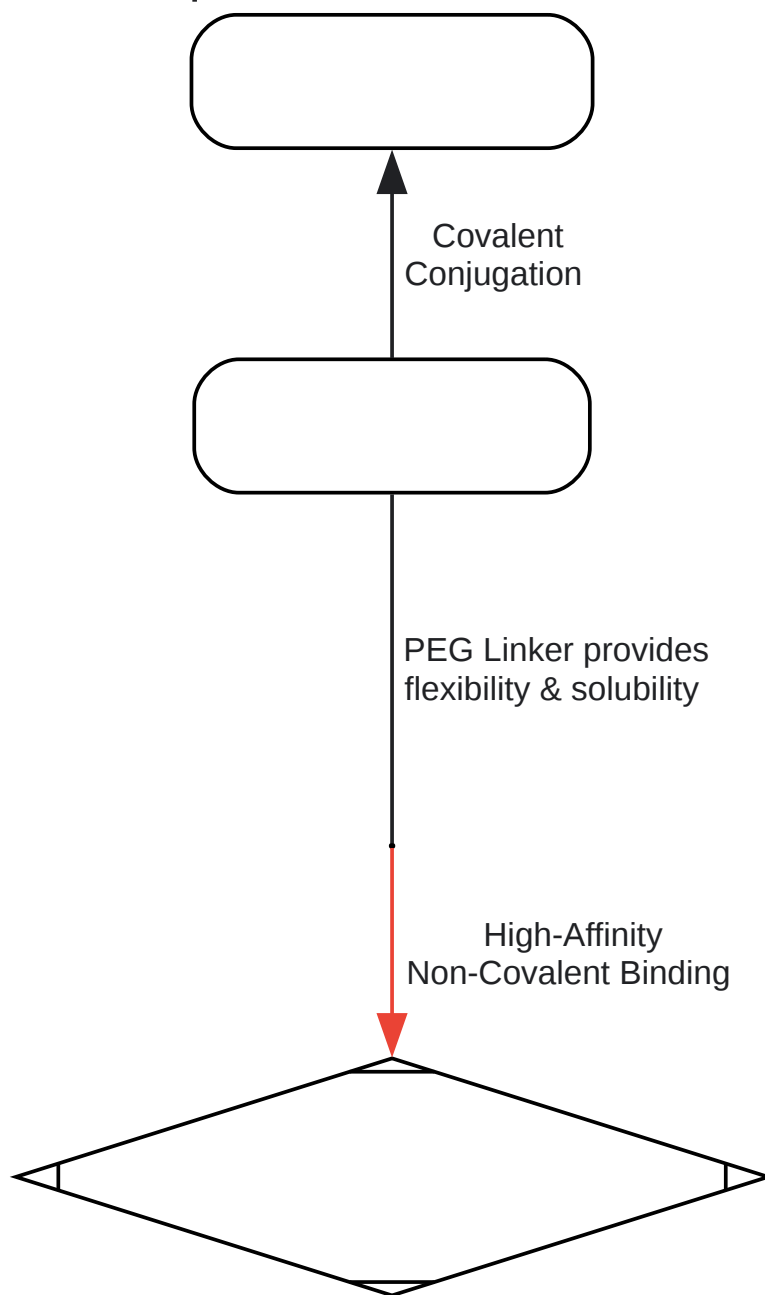 Covalent
Conjugation
PEG Linker provides
flexibility & solubility
High-Affinity
Non-Covalent Binding